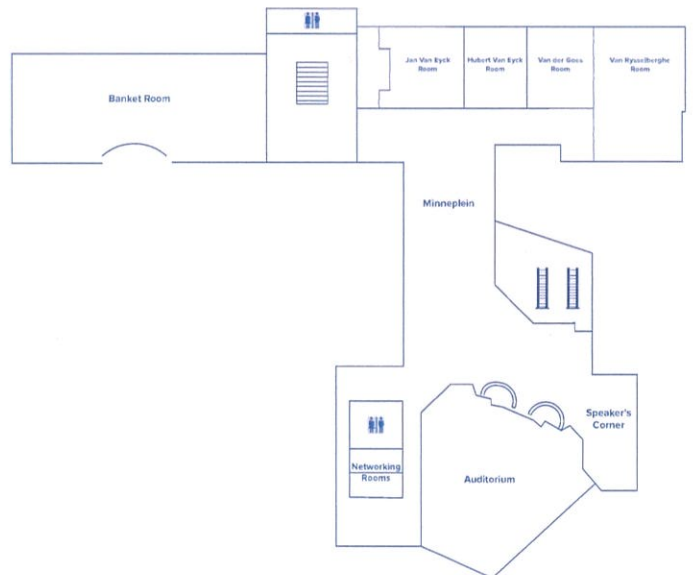 Jan Van Eyck
Room
Hubert Van Eyck
Room
Van der Goes
Room
Van Rysselberghe
Room
Banket Room
Minneplein
Speaker's
Corner
Networking
Rooms
Auditorium